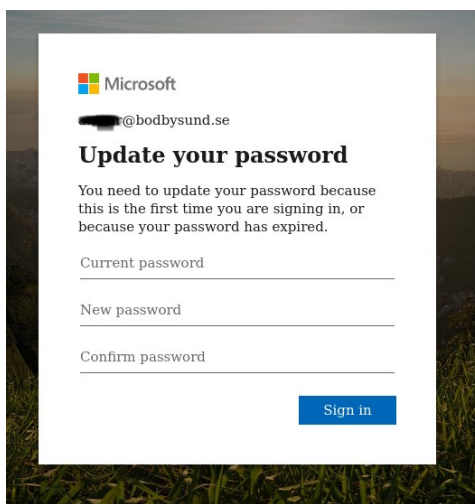 Microsoft
@bodbysund.se
Update your password
You need to update your password because
this is the first time you are signing in, or
because your password has expired.
Current password
New password
Confirm password
Sign in